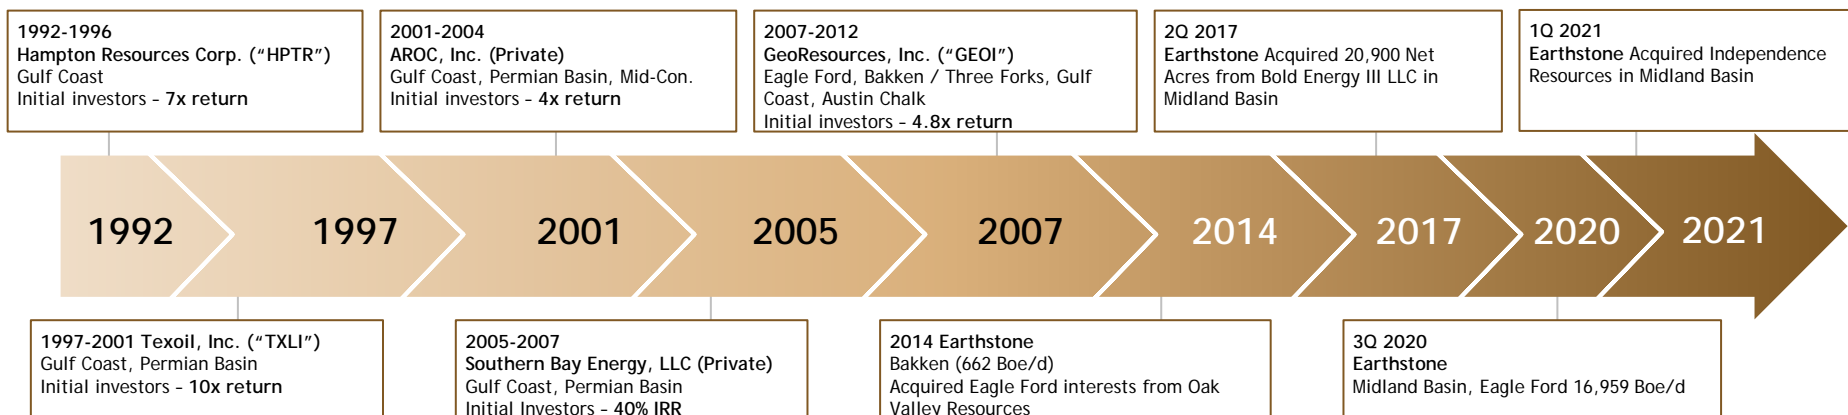 1992-1996
Hampton Resources Corp. (“HPTR”)
Gulf Coast
Initial investors – 7x return
2001-2004
AROC, Inc. (Private)
Gulf Coast, Permian Basin, Mid-Con.
Initial investors – 4x return
2007-2012
GeoResources, Inc. (“GEOI”)
Eagle Ford, Bakken / Three Forks, Gulf
Coast, Austin Chalk
Initial investors – 4.8x return
2Q 2017
Earthstone Acquired 20,900 Net
Acres from Bold Energy III LLC in
Midland Basin
1Q 2021
Earthstone Acquired Independence
Resources in Midland Basin
1992
1997
2001
2005
2007
2014
2017
2020
2021
1997-2001 Texoil, Inc. (“TXLI”)
Gulf Coast, Permian Basin
Initial investors – 10x return
2005-2007
Southern Bay Energy, LLC (Private)
Gulf Coast, Permian Basin
Initial Investors – 40% IRR
2014 Earthstone
Bakken (662 Boe/d)
Acquired Eagle Ford interests from Oak
Valley Resources
3Q 2020
Earthstone
Midland Basin, Eagle Ford 16,959 Boe/d